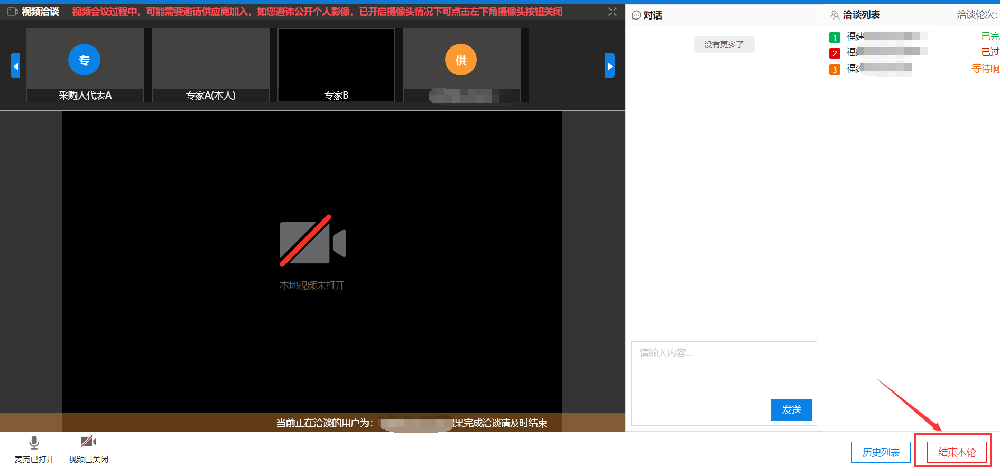 视频洽谈 视频会议过程中，可能需要邀请供应商加入，如您避讳公开个人影像，已开启摄像头情况下可点击左下角摄像头按钮关闭
专
采购人代表A
专家A(本人)
专家B
供
本地视频未打开
当前正在洽谈的用户为：
果完成洽谈请及时结束
麦克已打开
视频已关闭
对话
没有更多了
请输入内容...
发送
洽谈列表 洽谈轮次：
1 福建 已完
2 福 已过
3 福建 等待响
历史列表
结束本轮